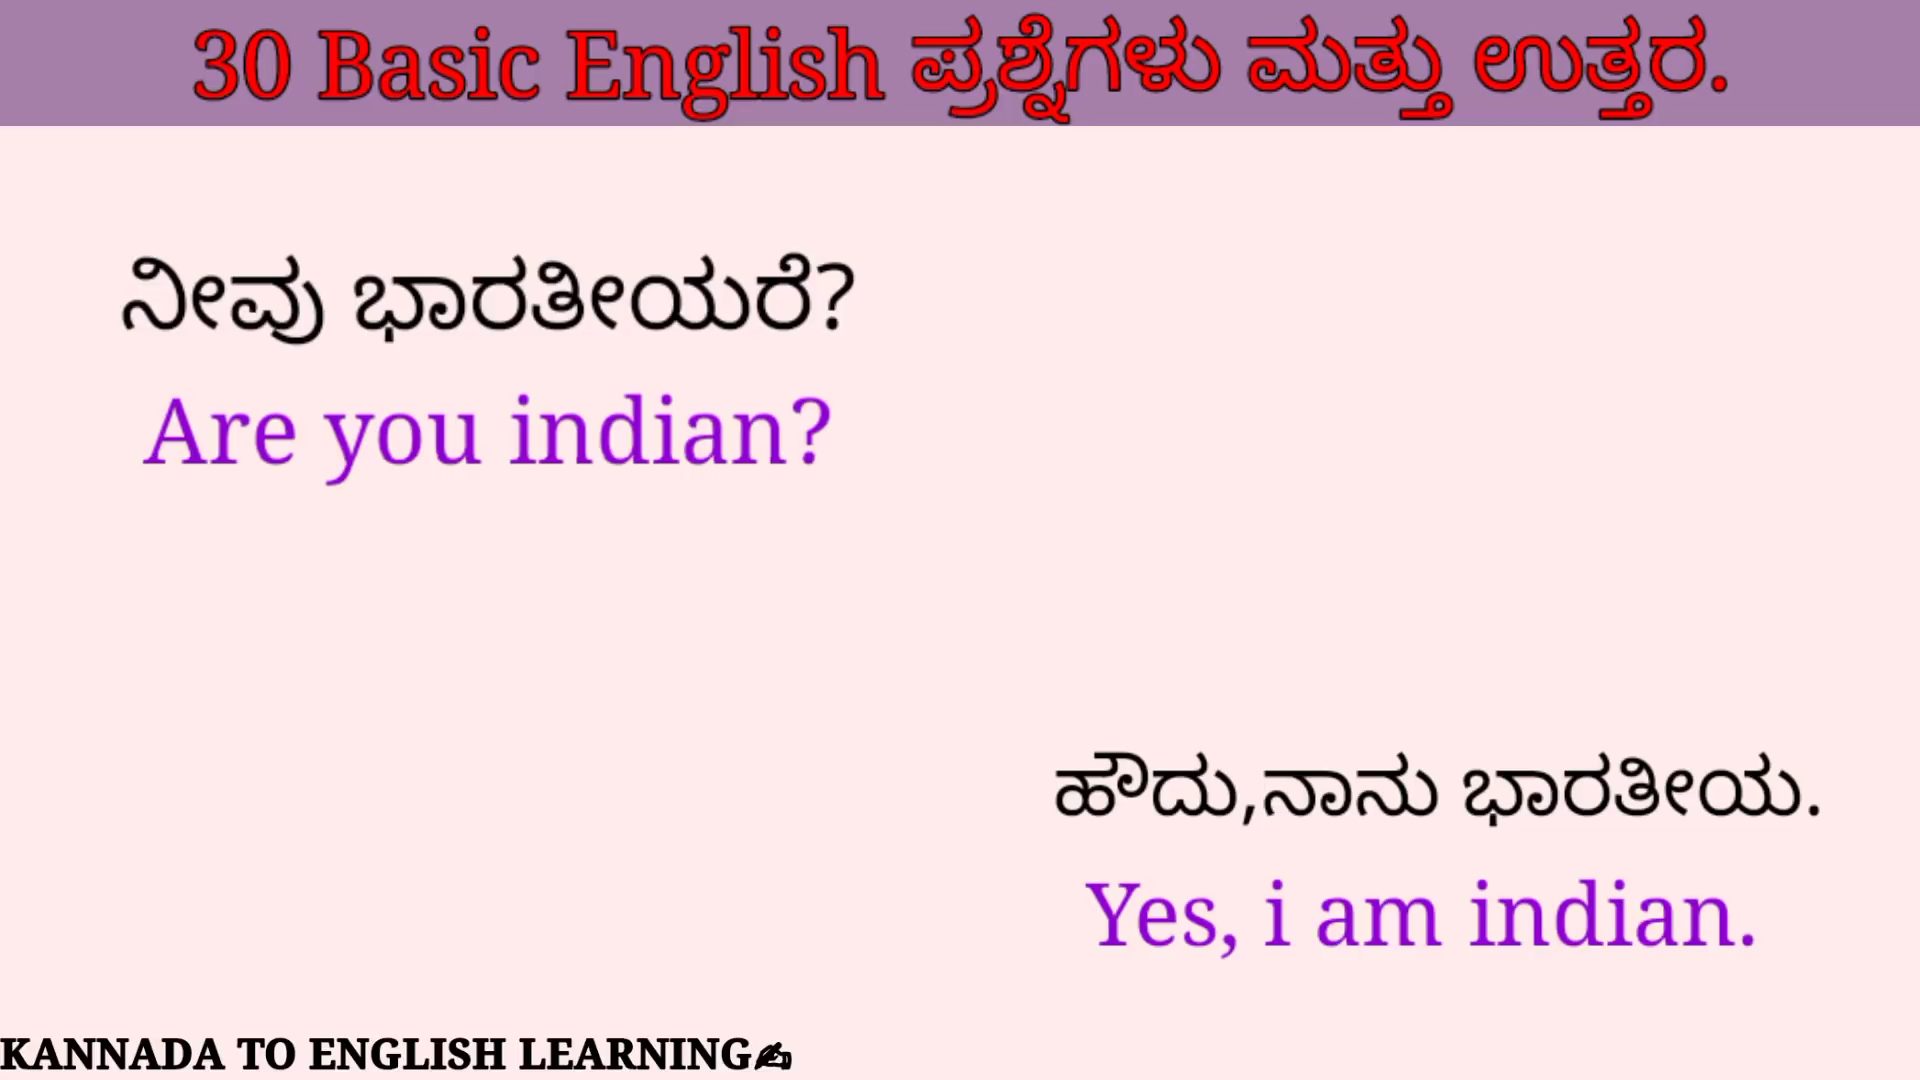 30 Basic English ಪ್ರಶ್ನೆಗಳು ಮತ್ತು ಉತ್ತರ.
ನೀವು ಭಾರತೀಯರೆ?
Are you indian?
ಹೌದು,ನಾನು ಭಾರತೀಯ.
Yes, i am indian.
KANNADA TO ENGLISH LEARNING✍